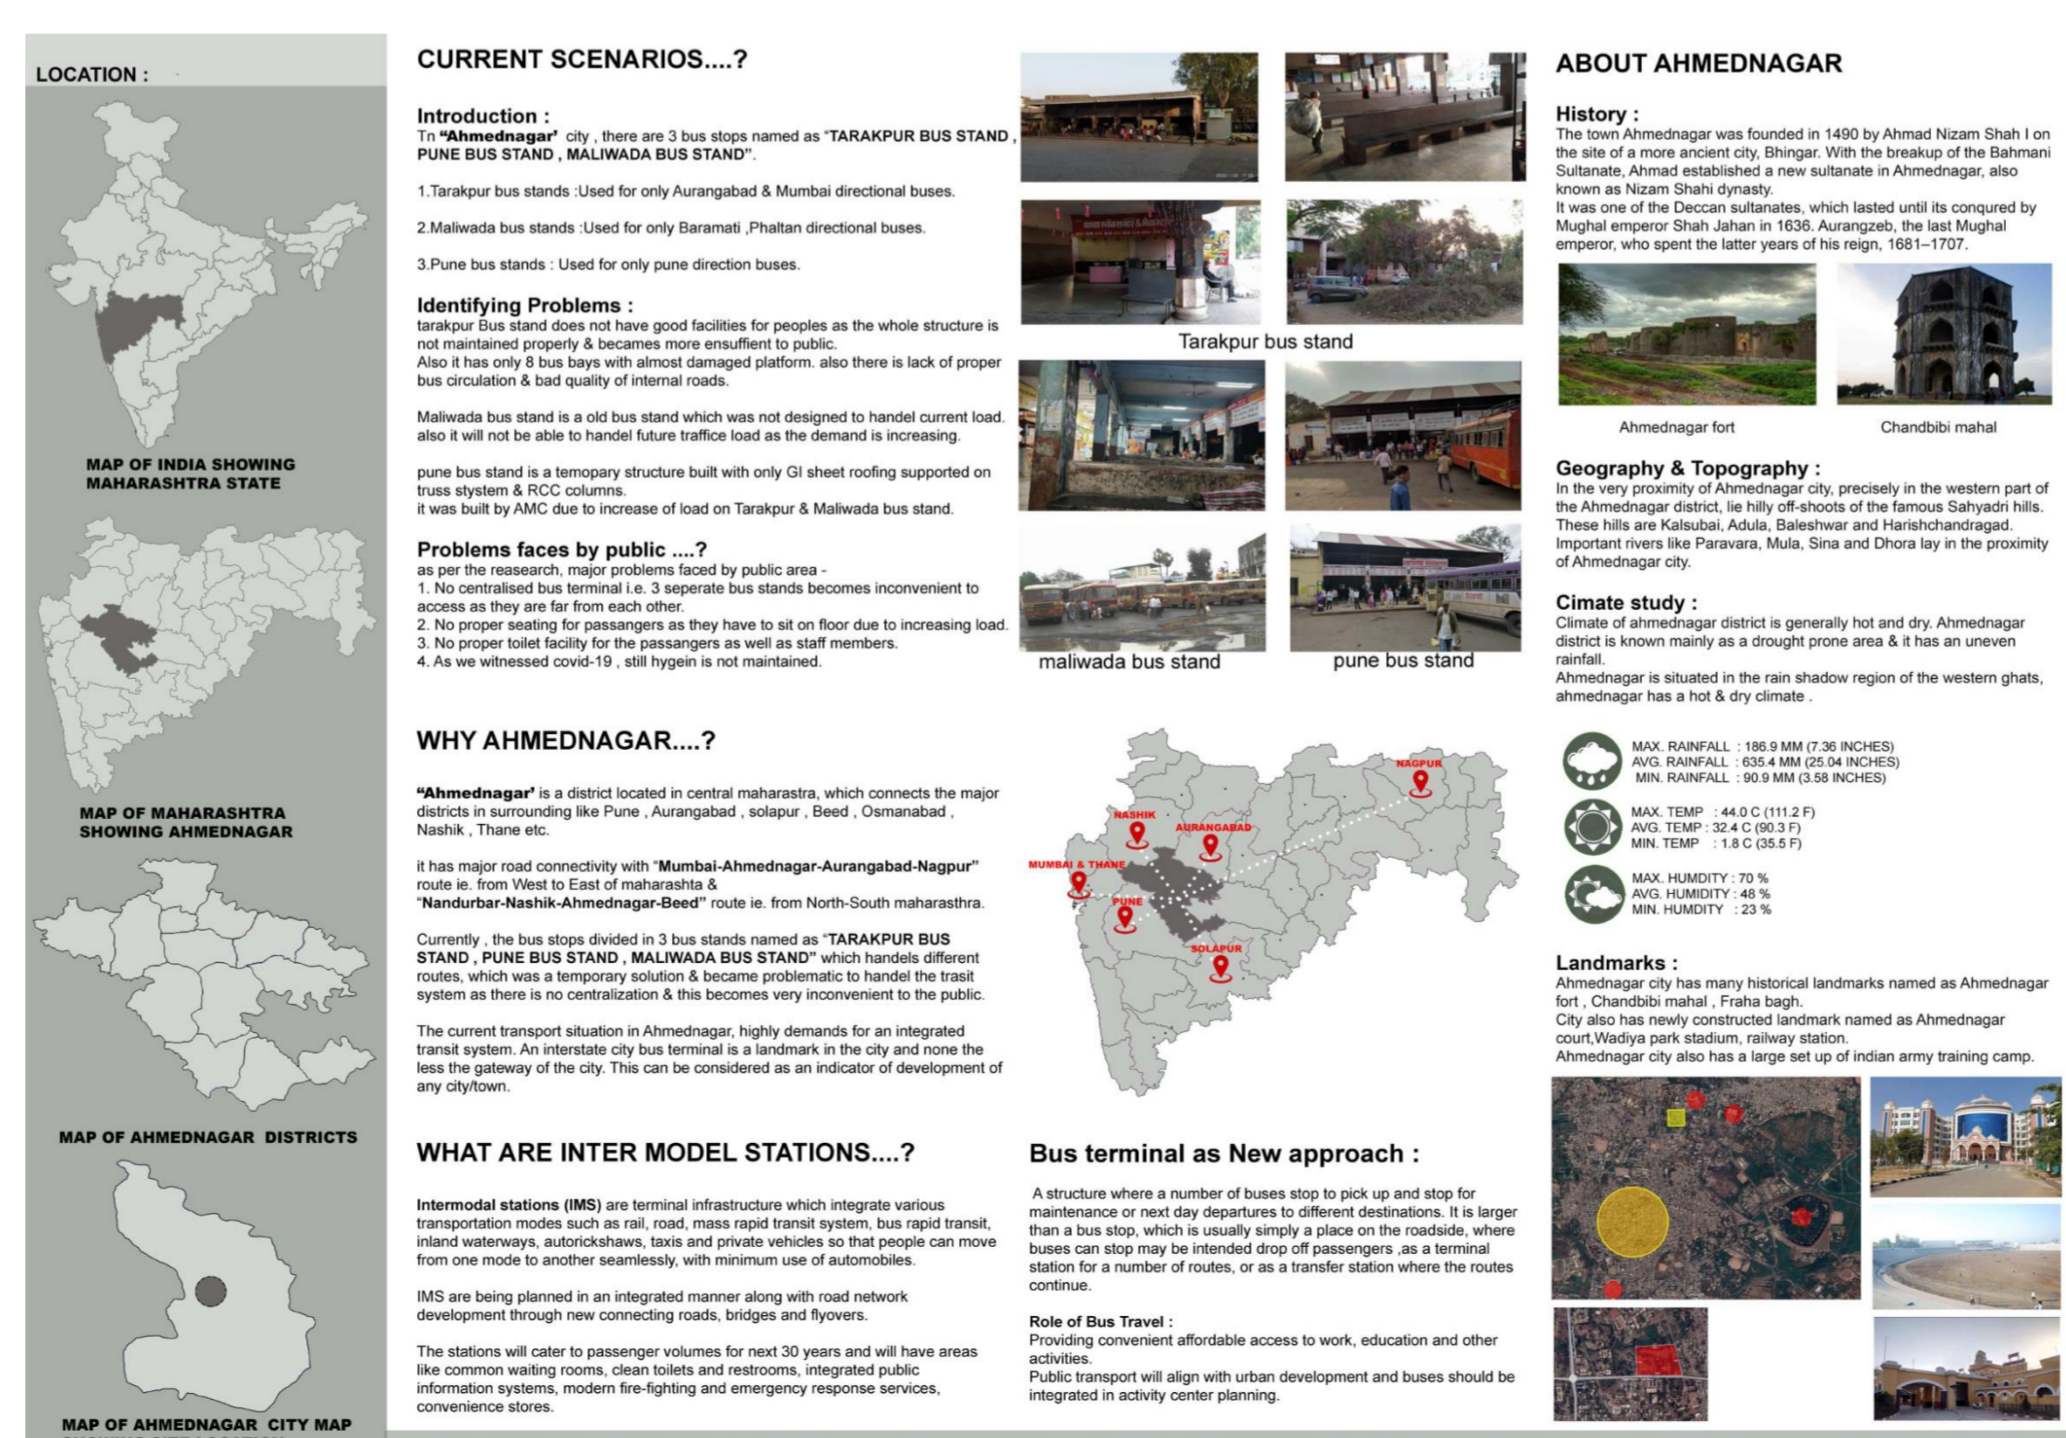 LOCATION :
MAP OF INDIA SHOWING
MAHARASHTRA STATE
MAP OF MAHARASHTRA
SHOWING AHMEDNAGAR
MAP OF AHMEDNAGAR DISTRICTS
MAP OF AHMEDNAGAR CITY MAP
CURRENT SCENARIOS....?
Introduction :
Tn “Ahmednagar’ city , there are 3 bus stops named as “TARAKPUR BUS STAND ,
PUNE BUS STAND , MALIWADA BUS STAND”.
1.Tarakpur bus stands :Used for only Aurangabad & Mumbai directional buses.
2.Maliwada bus stands :Used for only Baramati ,Phaltan directional buses.
3.Pune bus stands : Used for only pune direction buses.
Identifying Problems :
tarakpur Bus stand does not have good facilities for peoples as the whole structure is
not maintained properly & becames more ensuffient to public.
Also it has only 8 bus bays with almost damaged platform. also there is lack of proper
bus circulation & bad quality of internal roads.
Maliwada bus stand is a old bus stand which was not designed to handel current load.
also it will not be able to handel future traffice load as the demand is increasing.
pune bus stand is a temopary structure built with only GI sheet roofing supported on
truss stystem & RCC columns.
it was built by AMC due to increase of load on Tarakpur & Maliwada bus stand.
Problems faces by public ....?
as per the reasearch, major problems faced by public area -
1. No centralised bus terminal i.e. 3 seperate bus stands becomes inconvenient to
access as they are far from each other.
2. No proper seating for passangers as they have to sit on floor due to increasing load.
3. No proper toilet facility for the passangers as well as staff members.
4. As we witnessed covid-19 , still hygein is not maintained.
Tarakpur bus stand
maliwada bus stand
pune bus stand
WHY AHMEDNAGAR....?
“Ahmednagar’ is a district located in central maharastra, which connects the major
districts in surrounding like Pune , Aurangabad , solapur , Beed , Osmanabad ,
Nashik , Thane etc.
it has major road connectivity with “Mumbai-Ahmednagar-Aurangabad-Nagpur”
route ie. from West to East of maharashta &
“Nandurbar-Nashik-Ahmednagar-Beed” route ie. from North-South maharasthra.
Currently , the bus stops divided in 3 bus stands named as “TARAKPUR BUS
STAND , PUNE BUS STAND , MALIWADA BUS STAND” which handels different
routes, which was a temporary solution & became problematic to handel the trasit
system as there is no centralization & this becomes very inconvenient to the public.
The current transport situation in Ahmednagar, highly demands for an integrated
transit system. An interstate city bus terminal is a landmark in the city and none the
less the gateway of the city. This can be considered as an indicator of development of
any city/town.
NAGPUR
NASHIK
AURANGABAD
MUMBAI & THANE
PUNE
SOLAPUR
WHAT ARE INTER MODEL STATIONS....?
Intermodal stations (IMS) are terminal infrastructure which integrate various
transportation modes such as rail, road, mass rapid transit system, bus rapid transit,
inland waterways, autorickshaws, taxis and private vehicles so that people can move
from one mode to another seamlessly, with minimum use of automobiles.
IMS are being planned in an integrated manner along with road network
development through new connecting roads, bridges and flyovers.
The stations will cater to passenger volumes for next 30 years and will have areas
like common waiting rooms, clean toilets and restrooms, integrated public
information systems, modern fire-fighting and emergency response services,
convenience stores.
Bus terminal as New approach :
A structure where a number of buses stop to pick up and stop for
maintenance or next day departures to different destinations. It is larger
than a bus stop, which is usually simply a place on the roadside, where
buses can stop may be intended drop off passengers ,as a terminal
station for a number of routes, or as a transfer station where the routes
continue.
Role of Bus Travel :
Providing convenient affordable access to work, education and other
activities.
Public transport will align with urban development and buses should be
integrated in activity center planning.
ABOUT AHMEDNAGAR
History :
The town Ahmednagar was founded in 1490 by Ahmad Nizam Shah I on
the site of a more ancient city, Bhingar. With the breakup of the Bahmani
Sultanate, Ahmad established a new sultanate in Ahmednagar, also
known as Nizam Shahi dynasty.
It was one of the Deccan sultanates, which lasted until its conqured by
Mughal emperor Shah Jahan in 1636. Aurangzeb, the last Mughal
emperor, who spent the latter years of his reign, 1681–1707.
Ahmednagar fort
Chandbibi mahal
Geography & Topography :
In the very proximity of Ahmednagar city, precisely in the western part of
the Ahmednagar district, lie hilly off-shoots of the famous Sahyadri hills.
These hills are Kalsubai, Adula, Baleshwar and Harishchandragad.
Important rivers like Paravara, Mula, Sina and Dhora lay in the proximity
of Ahmednagar city.
Cimate study :
Climate of ahmednagar district is generally hot and dry. Ahmednagar
district is known mainly as a drought prone area & it has an uneven
rainfall.
Ahmednagar is situated in the rain shadow region of the western ghats,
ahmednagar has a hot & dry climate .
MAX. RAINFALL : 186.9 MM (7.36 INCHES)
AVG. RAINFALL : 635.4 MM (25.04 INCHES)
MIN. RAINFALL : 90.9 MM (3.58 INCHES)
MAX. TEMP : 44.0 C (111.2 F)
AVG. TEMP : 32.4 C (90.3 F)
MIN. TEMP : 1.8 C (35.5 F)
MAX. HUMDITY : 70 %
AVG. HUMIDITY : 48 %
MIN. HUMDITY : 23 %
Landmarks :
Ahmednagar city has many historical landmarks named as Ahmednagar
fort , Chandbibi mahal , Fraha bagh.
City also has newly constructed landmark named as Ahmednagar
court,Wadiya park stadium, railway station.
Ahmednagar city also has a large set up of indian army training camp.